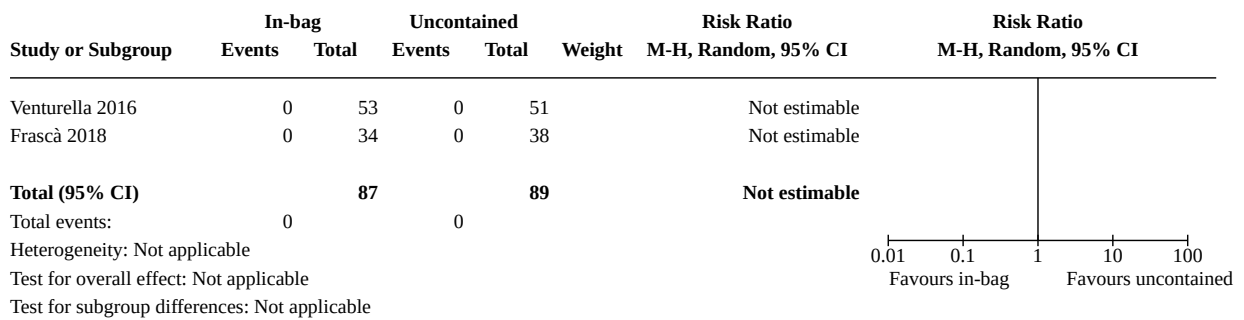 In-bag Uncontained Risk Ratio Risk Ratio
Study or Subgroup Events Total Events Total Weight M-H, Random, 95% CI M-H, Random, 95% CI
Venturella 2016 0 53 0 51 Not estimable
Frascà 2018 0 34 0 38 Not estimable
Total (95% CI) 87 89 Not estimable
Total events: 0 0
Heterogeneity: Not applicable
0.01 0.1 1 10 100
Test for overall effect: Not applicable Favours in-bag Favours uncontained
Test for subgroup differences: Not applicable